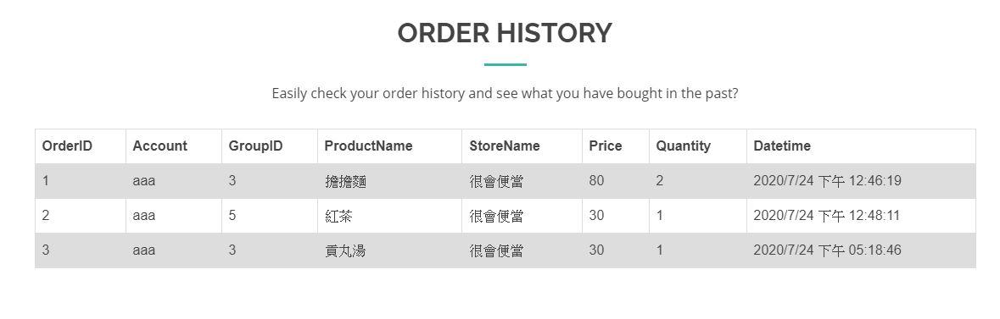 ORDER HISTORY
Easily check your order history and see what you have bought in the past?
OrderID Account GroupID ProductName StoreName Price Quantity Datetime
1 aaa 3 擔擔麵 很會便當 80 2 2020/7/24 下午 12:46:19
2 aaa 5 紅茶 很會便當 30 1 2020/7/24 下午 12:48:11
3 aaa 3 貢丸湯 很會便當 30 1 2020/7/24 下午 05:18:46